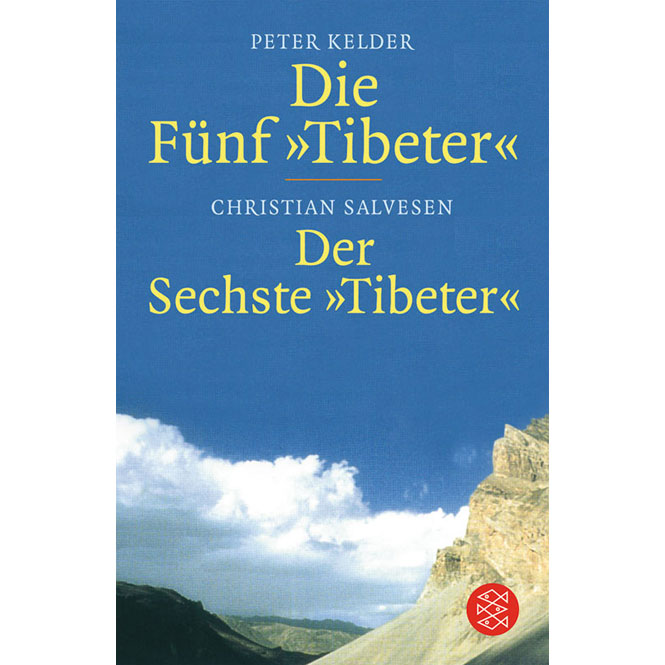 PETER KELDER
Die
Fünf »Tibeter«
CHRISTIAN SALVESEN
Der
Sechste »Tibeter«